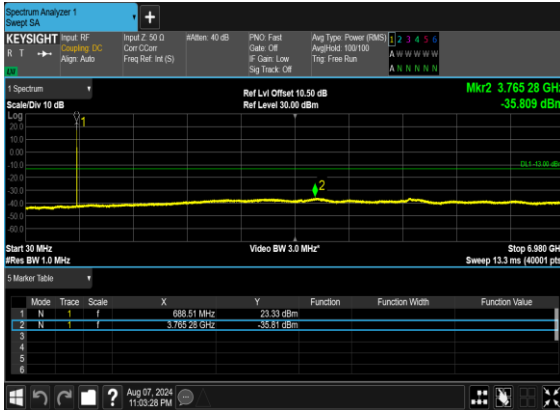 Spectrum Analyzer 1
Swept SA
+
KEYSIGHT Input: RF Input Z: 50 Ω #Atten: 40 dB PNO: Fast Avg Type: Power (RMS) 1 2 3 4 5 6
R T Coupling: DC Corr CCorr Gate: Off Avg|Hold: 100/100 A W W W W W
Align: Auto Freq Ref: Int (S) IF Gain: Low Trig: Free Run
Sig Track: Off A N N N N N
1 Spectrum Ref Lvl Offset 10.50 dB Mkr2 3.765 28 GHz
Scale/Div 10 dB Ref Level 30.00 dBm -35.809 dBm
Log
20.0
10.0
0.00
-10.0
DL1 -13.00 dBm
-20.0
-30.0
-40.0
-50.0
-60.0
1
2
Start 30 MHz Video BW 3.0 MHz* Stop 6.980 GHz
#Res BW 1.0 MHz Sweep 13.3 ms (40001 pts)
5 Marker Table
Mode Trace Scale X Y Function Function Width Function Value
1 N 1 f 688.51 MHz 23.33 dBm
2 N 1 f 3.765 28 GHz -35.81 dBm
3
4
5
6
? Aug 07, 2024
11:03:28 PM